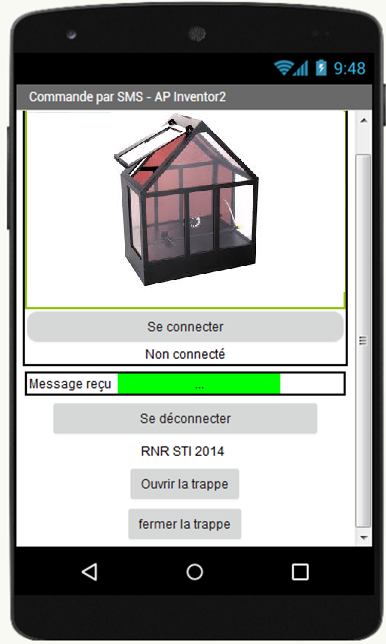 9:48
Commande par SMS - AP Inventor2
Se connecter
Non connecté
Message reçu ...
Se déconnecter
RNR STI 2014
Ouvrir la trappe
fermer la trappe